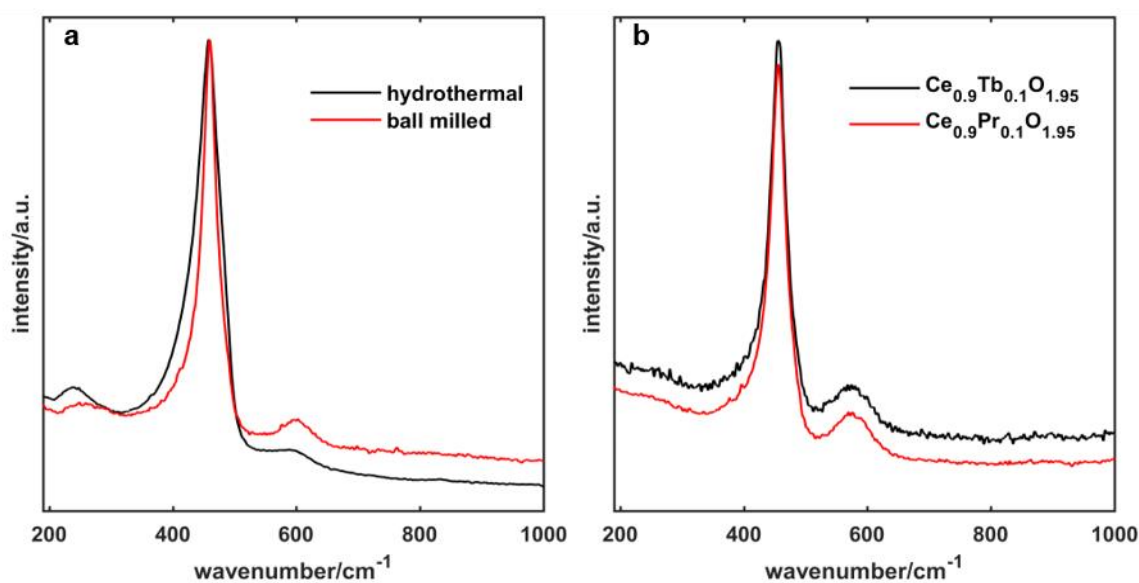 a
hydrothermal
ball milled
intensity/a.u.
200 400 600 800 1000
wavenumber/cm⁻¹
b
Ce₀.₉Tb₀.₁O₁.₉₅
Ce₀.₉Pr₀.₁O₁.₉₅
intensity/a.u.
200 400 600 800 1000
wavenumber/cm⁻¹